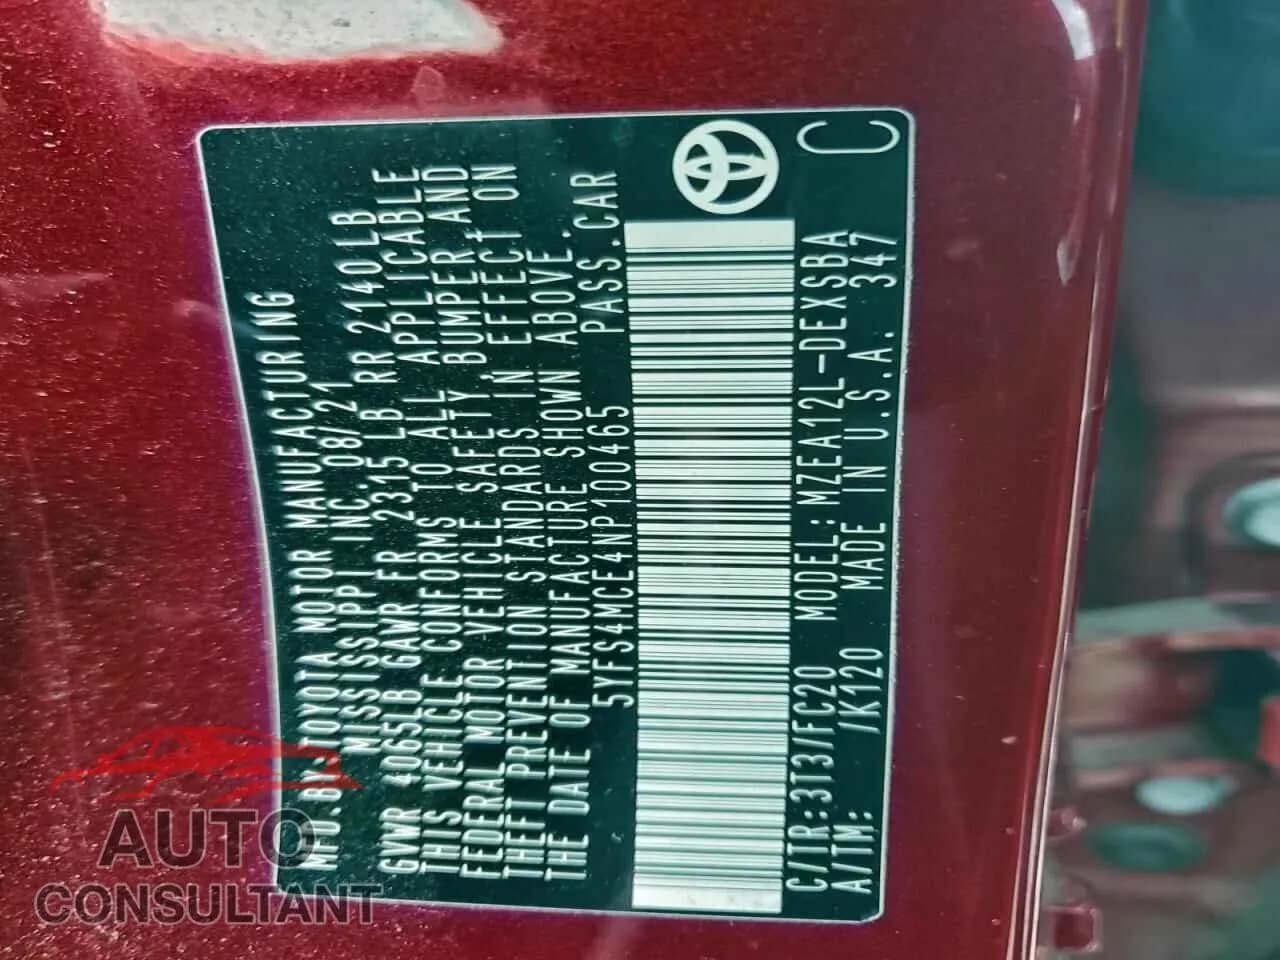 MFD.BY: TOYOTA MOTOR MANUFACTURING
MISSISSIPPI INC. 08/21
GVWR 4065LB GAWR FR 2315 LB RR 2140LB
THIS VEHICLE CONFORMS TO ALL APPLICABLE
FEDERAL MOTOR VEHICLE SAFETY BUMPER AND
THEFT PREVENTION STANDARDS IN EFFECT ON
THE DATE OF MANUFACTURE SHOWN ABOVE.
5YFS4MCE4NP100465 PASS.CAR
C/TR:3T3/FC20 MODEL:MZEA12L-DEXSBA
A/TM: /K120 MADE IN U.S.A. 347
C
AUTO
CONSULTANT